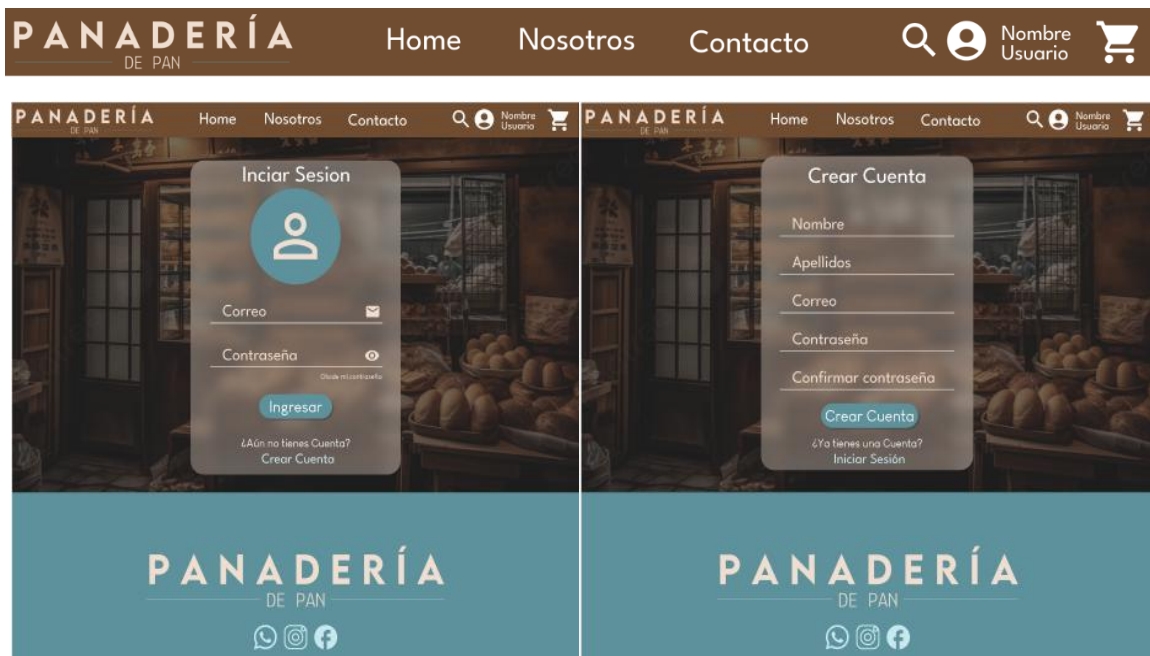 PANADERÍA
DE PAN
Home Nosotros Contacto Nombre Usuario
PANADERÍA
DE PAN
Home Nosotros Contacto Nombre Usuario
Inciar Sesion
Correo
Contraseña
Olvide mi contraseña
Ingresar
¿Aún no tienes Cuenta?
Crear Cuenta
PANADERÍA
DE PAN
PANADERÍA
DE PAN
Home Nosotros Contacto Nombre Usuario
Crear Cuenta
Nombre
Apellidos
Correo
Contraseña
Confirmar contraseña
Crear Cuenta
¿Ya tienes una Cuenta?
Iniciar Sesión
PANADERÍA
DE PAN